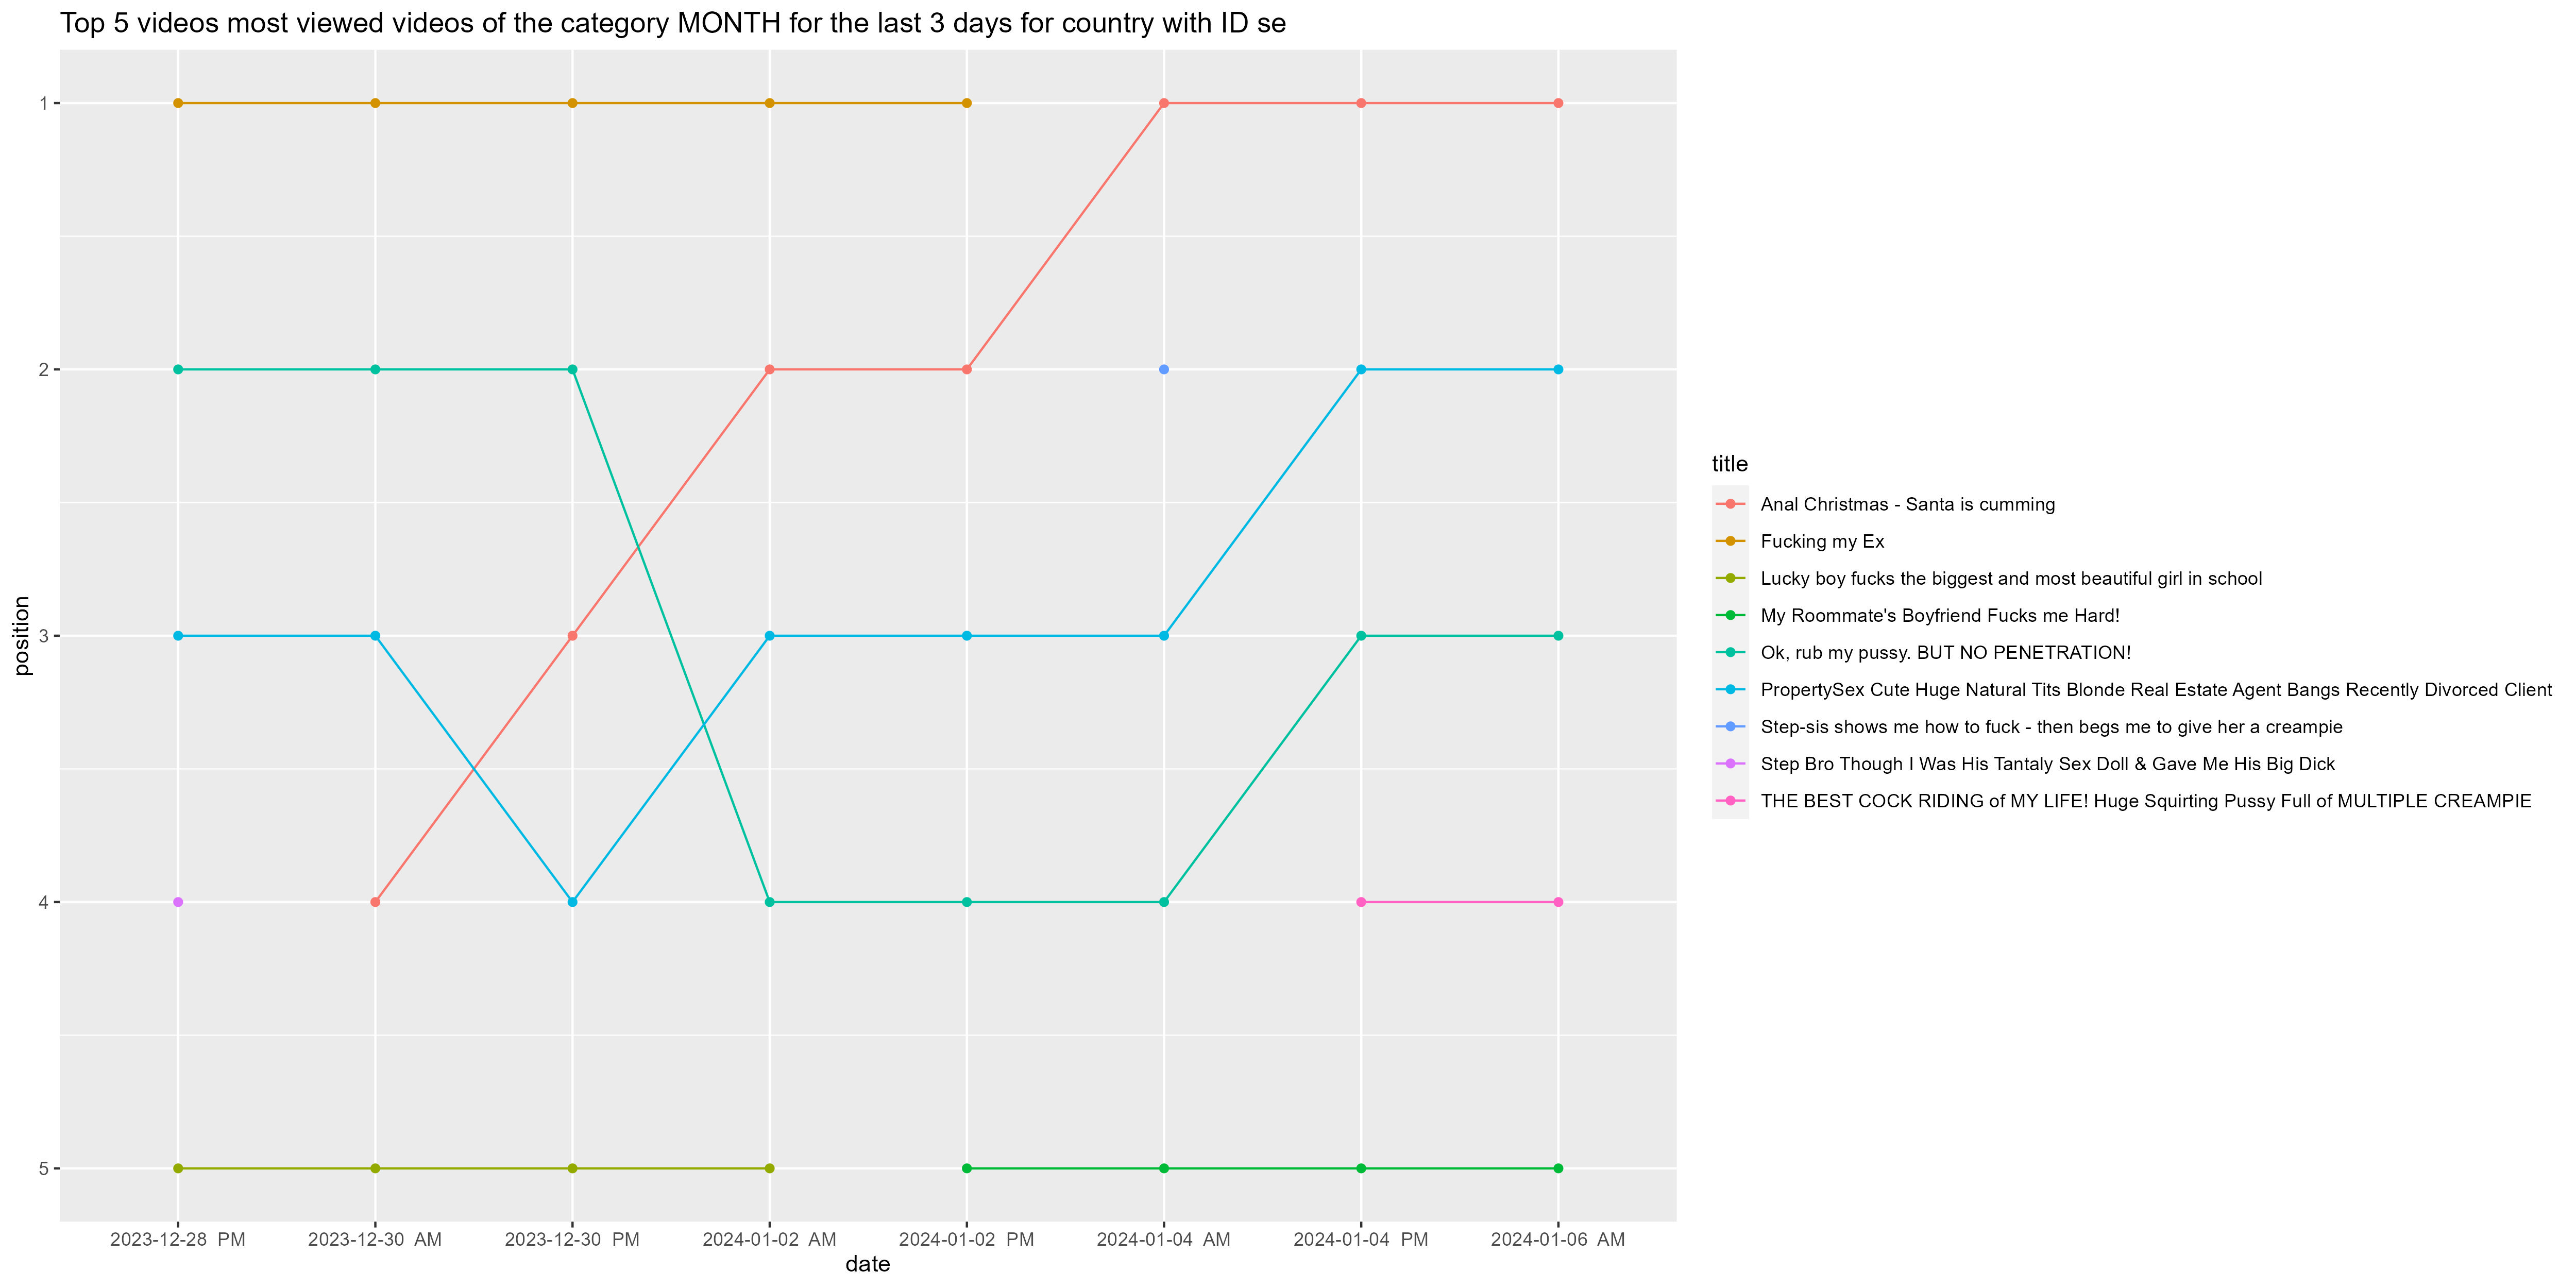 Top 5 videos most viewed videos of the category MONTH for the last 3 days for country with ID se
position
1
2
3
4
5
2023-12-28 PM
2023-12-30 AM
2023-12-30 PM
2024-01-02 AM
2024-01-02 PM
2024-01-04 AM
2024-01-04 PM
2024-01-06 AM
date
title
Anal Christmas - Santa is cumming
Fucking my Ex
Lucky boy fucks the biggest and most beautiful girl in school
My Roommate's Boyfriend Fucks me Hard!
Ok, rub my pussy. BUT NO PENETRATION!
PropertySex Cute Huge Natural Tits Blonde Real Estate Agent Bangs Recently Divorced Client
Step-sis shows me how to fuck - then begs me to give her a creampie
Step Bro Though I Was His Tantaly Sex Doll & Gave Me His Big Dick
THE BEST COCK RIDING of MY LIFE! Huge Squirting Pussy Full of MULTIPLE CREAMPIE